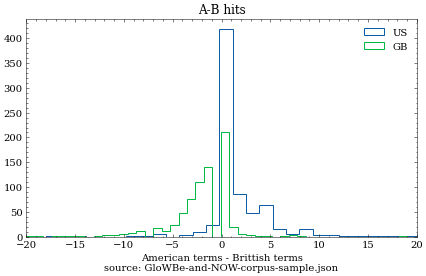 A-B hits
US
GB
400
350
300
250
200
150
100
50
0
−20 −15 −10 −5 0 5 10 15 20
American terms - Brittish terms
source: GloWBe-and-NOW-corpus-sample.json